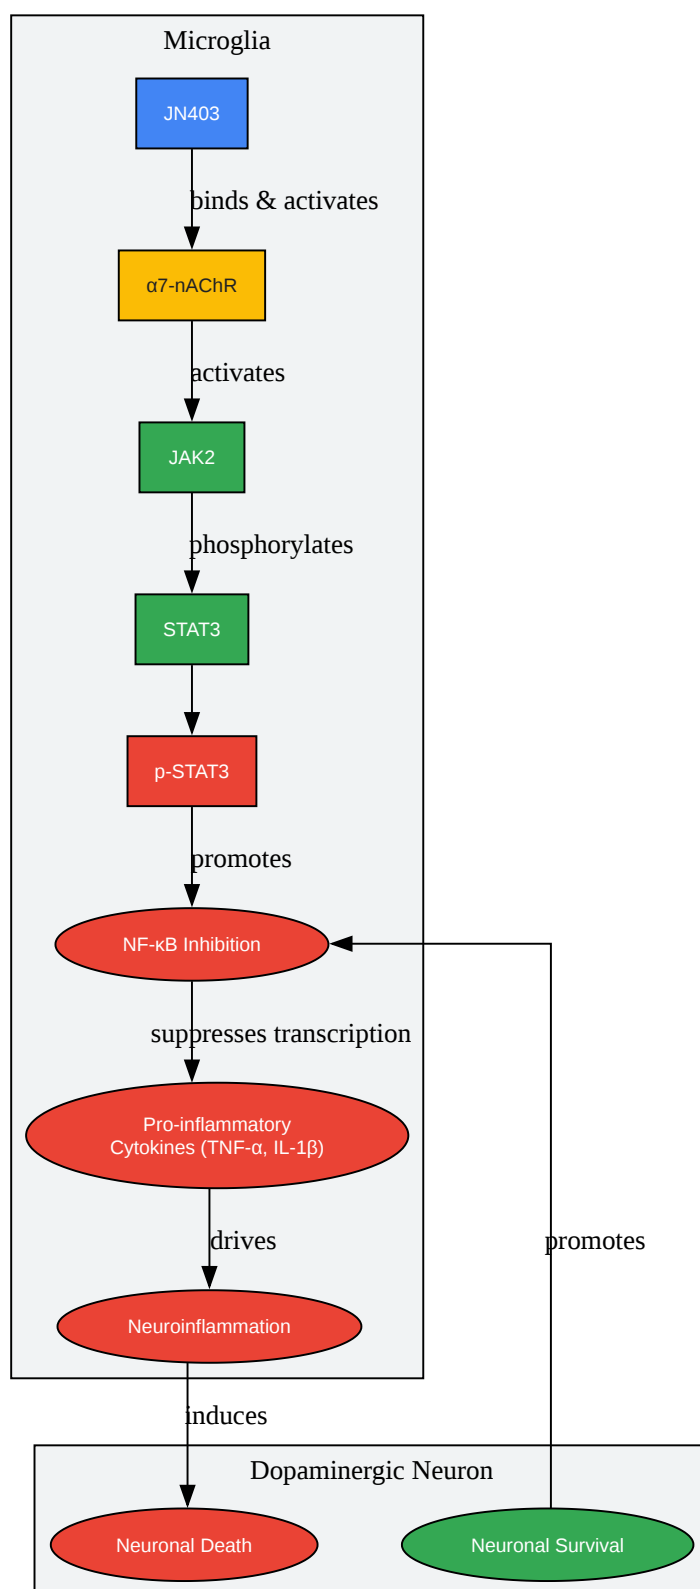 Microglia
JN403
binds & activates
α7-nAChR
activates
JAK2
phosphorylates
STAT3
p-STAT3
promotes
NF-κB Inhibition
suppresses transcription
Pro-inflammatory
Cytokines (TNF-α, IL-1β)
drives
promotes
Neuroinflammation
induces
Dopaminergic Neuron
Neuronal Death
Neuronal Survival